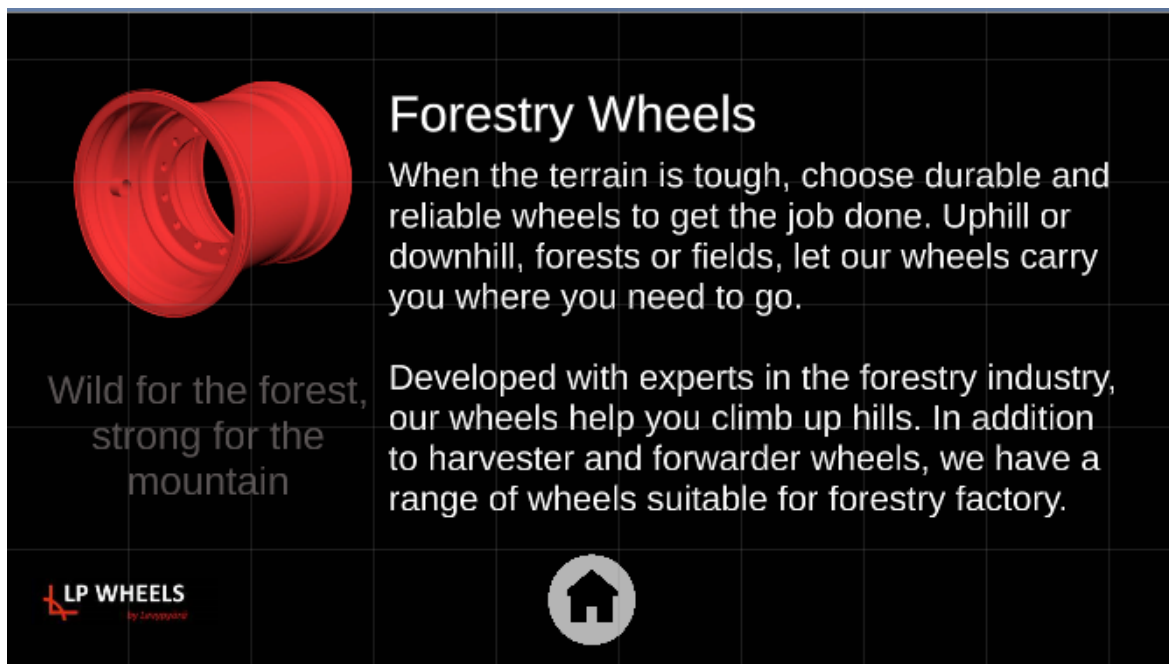 Forestry Wheels
When the terrain is tough, choose durable and
reliable wheels to get the job done. Uphill or
downhill, forests or fields, let our wheels carry
you where you need to go.
Developed with experts in the forestry industry,
our wheels help you climb up hills. In addition
to harvester and forwarder wheels, we have a
range of wheels suitable for forestry factory.
Wild for the forest,
strong for the
mountain
LP WHEELS
by Levypyörä